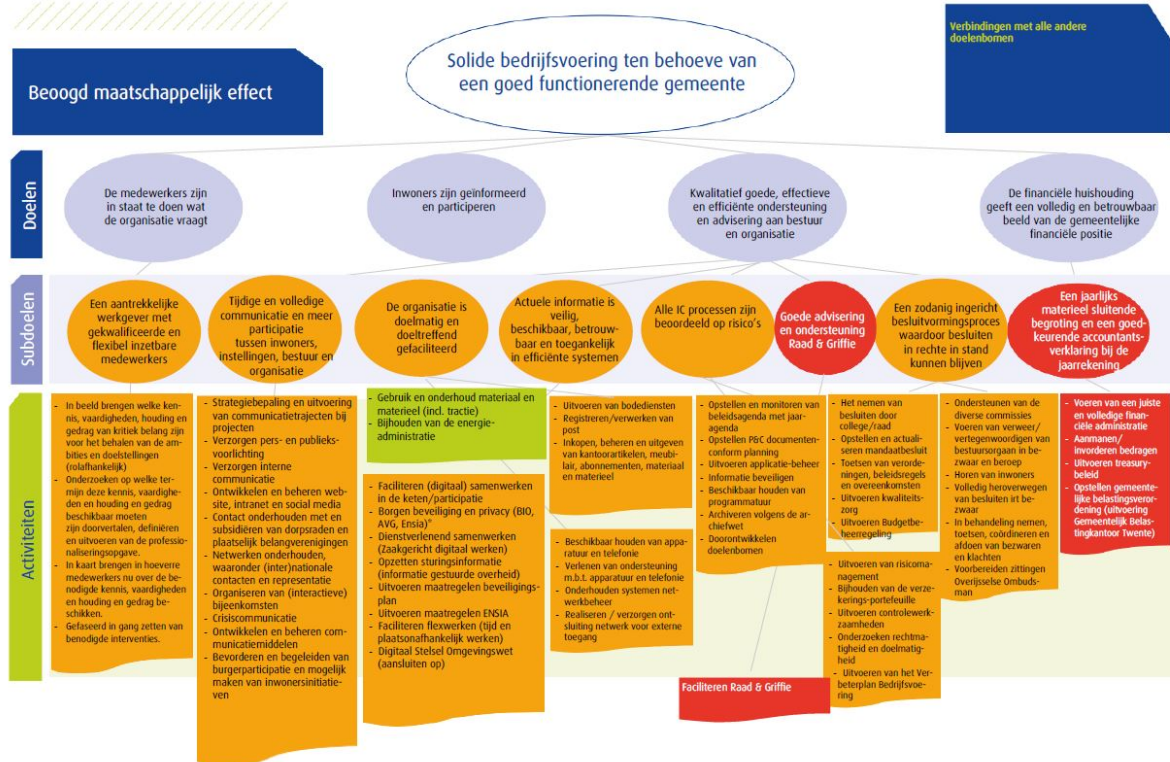 Beoogd maatschappelijk effect
Solide bedrijfsvoering ten behoeve van
een goed functionerende gemeente
Verbindingen met alle andere
doelenbomen
Doelen
De medewerkers zijn
in staat te doen wat
de organisatie vraagt
Inwoners zijn geïnformeerd
en participeren
Kwalitatief goede, effectieve
en efficiënte ondersteuning
en advisering aan bestuur
en organisatie
De financiële huishouding
geeft een volledig en betrouwbaar
beeld van de gemeentelijke
financiële positie
Subdoelen
Een aantrekkelijke
werkgever met
gekwalificeerde en
flexibel inzetbare
medewerkers
Tijdige en volledige
communicatie en meer
participatie
tussen inwoners,
instellingen, bestuur en
organisatie
De organisatie is
doelmatig en
doeltreffend
gefaciliteerd
Actuele informatie is
veilig,
beschikbaar, betrouw-
baar en toegankelijk
in efficiënte systemen
Alle IC processen zijn
beoordeeld op risico's
Goede advisering
en ondersteuning
Raad & Griffie
Een zodanig ingericht
besluitvormingsproces
waardoor besluiten
in rechte in stand
kunnen blijven
Een jaarlijks
materieel sluitende
begroting en een goed-
keurende accountants-
verklaring bij de
jaarrekening
Activiteiten
- In beeld brengen welke ken-
nis, vaardigheden, houding en
gedrag van kritiek belang zijn
voor het behalen van de am-
bities en doelstellingen
(rolafhankelijk)
- Onderzoeken op welke ter-
mijn deze kennis, vaardighe-
den en houding en gedrag
beschikbaar moeten
zijn doorvertalen, definiëren
en uitvoeren van de professio-
naliseringsopgave.
- In kaart brengen in hoeverre
medewerkers nu over de be-
nodigde kennis, vaardigheden
en houding en gedrag be-
schikken.
- Gefaseerd in gang zetten van
benodigde interventies.
- Strategiebepaling en uitvoering
van communicatietrajecten bij
projecten
- Verzorgen pers- en publieks-
voorlichting
- Verzorgen interne
communicatie
- Ontwikkelen en beheren web-
site, intranet en social media
- Contact onderhouden met en
subsidiëren van dorpsraden en
plaatselijk belangverenigingen
- Netwerken onderhouden,
waaronder (inter)nationale
contacten en representatie
- Organiseren van (interactieve)
bijeenkomsten
- Crisiscommunicatie
- Ontwikkelen en beheren com-
municatiemiddelen
- Bevorderen en begeleiden van
burgerparticipatie en mogelijk
maken van inwonersinitiatie-
ven
- Gebruik en onderhoud materiaal en
materieel (incl. tractie)
- Bijhouden van de energie-
administratie
- Faciliteren (digitaal) samenwerken
in de keten/participatie
- Borgen beveiliging en privacy (BIO,
AVG, Ensia)*
- Dienstverlenend samenwerken
(Zaakgericht digitaal werken)
- Opzetten sturingsinformatie
(informatie gestuurde overheid)
- Uitvoeren maatregelen beveiligings-
plan
- Uitvoeren maatregelen ENSIA
- Faciliteren flexwerken (tijd en
plaatsonafhankelijk werken)
- Digitaal Stelsel Omgevingswet
(aansluiten op)
- Uitvoeren van bodediensten
- Registreren/verwerken van
post
- Inkopen, beheren en uitgeven
van kantoorartikelen, meubi-
lair, abonnementen, materiaal
en materieel
- Beschikbaar houden van appa-
ratuur en telefonie
- Verlenen van ondersteuning
m.b.t. apparatuur en telefonie
- Onderhouden systemen net-
werkbeheer
- Realiseren / verzorgen ont-
sluiting netwerk voor externe
toegang
- Opstellen en monitoren van
beleidsagenda met jaar-
agenda
- Opstellen P&C documenten-
conform planning
- Uitvoeren applicatie-beheer
- Informatie beveiligen
- Beschikbaar houden van
programmatuur
- Archiveren volgens de
archiefwet
- Doorontwikkelen
doelenbomen
Faciliteren Raad & Griffie
- Het nemen van
besluiten door
college/raad
- Opstellen en actuali-
seren mandaatbesluit
- Toetsen van verorde-
ningen, beleidsregels
en overeenkomsten
- Uitvoeren kwaliteits-
zorg
- Uitvoeren Budgetbe-
heerregeling
- Uitvoeren van risicoma-
nagement
- Bijhouden van de verze-
kerings-portefeuille
- Uitvoeren controlewerk-
zaamheden
- Onderzoeken rechtma-
tigheid en doelmatig-
heid
- Uitvoeren van het Ver-
beterplan Bedrijfsvoe-
ring
- Ondersteunen van de
diverse commissies
- Voeren van verweer/
vertegenwoordigen van
bestuursorgaan in be-
zwaar en beroep
- Horen van inwoners
- Volledig heroverwegen
van besluiten irt be-
zwaar
- In behandeling nemen,
toetsen, coördineren en
afdoen van bezwaren
en klachten
- Voorbereiden zittingen
Overijsselse Ombuds-
man
- Voeren van een juiste
en volledige finan-
ciële administratie
- Aanmanen/
invorderen bedragen
- Uitvoeren treasury-
beleid
- Opstellen gemeente-
lijke belastingveror-
dening (uitvoering
Gemeentelijk Belas-
tingkantoor Twente)